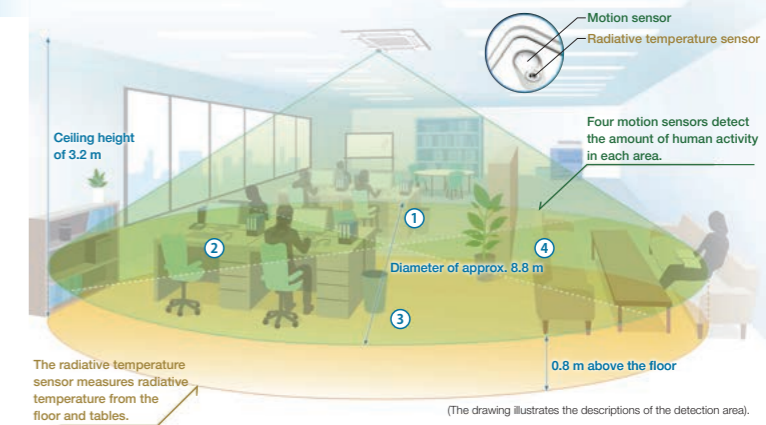 Motion sensor
Radiative temperature sensor
Ceiling height
of 3.2 m
Four motion sensors detect
the amount of human activity
in each area.
1
2
4
Diameter of approx. 8.8 m
3
The radiative temperature
sensor measures radiative
temperature from the
floor and tables.
0.8 m above the floor
(The drawing illustrates the descriptions of the detection area).